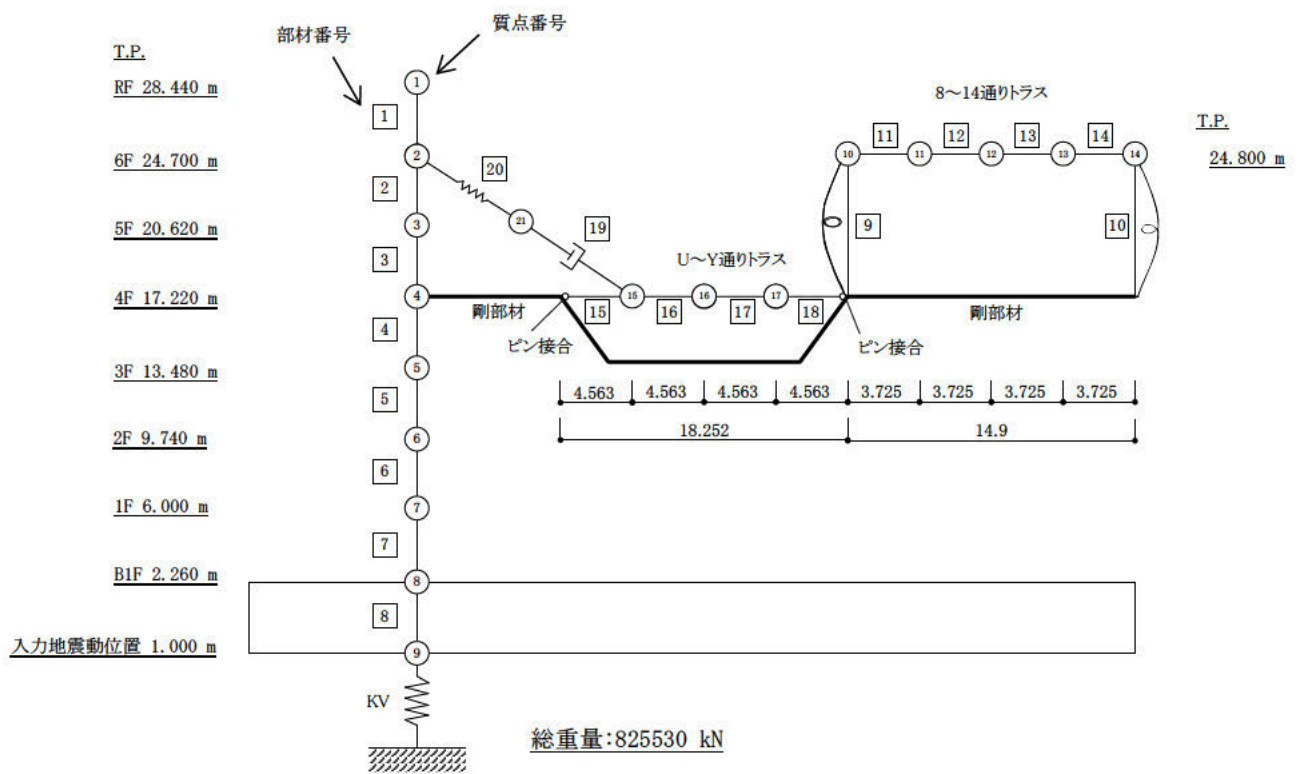 部材番号
質点番号
T.P.
RF 28.440 m
6F 24.700 m
5F 20.620 m
4F 17.220 m
3F 13.480 m
2F 9.740 m
1F 6.000 m
B1F 2.260 m
入力地震動位置 1.000 m
1
2
3
4
5
6
7
8
9
1
2
3
4
5
6
7
8
KV
総重量:825530 kN
20
21
19
U~Y通りトラス
15
16
17
15
16
17
18
剛部材
ピン接合
ピン接合
剛部材
4.563
4.563
4.563
4.563
3.725
3.725
3.725
3.725
18.252
14.9
8~14通りトラス
11
12
13
14
10
11
12
13
14
9
10
T.P.
24.800 m